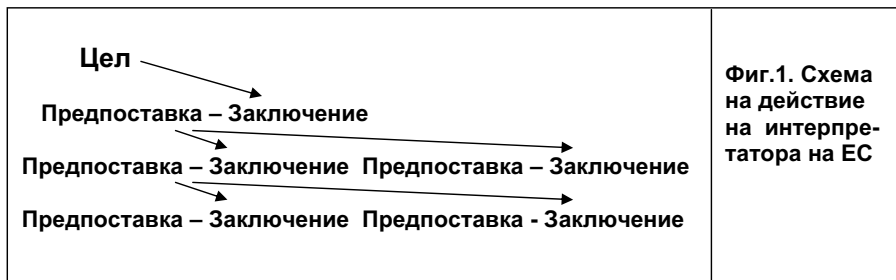 Цел
Предпоставка – Заключение
Предпоставка – Заключение Предпоставка – Заключение
Предпоставка – Заключение Предпоставка - Заключение
Фиг.1. Схема
на действие
на интерпре-
татора на ЕС